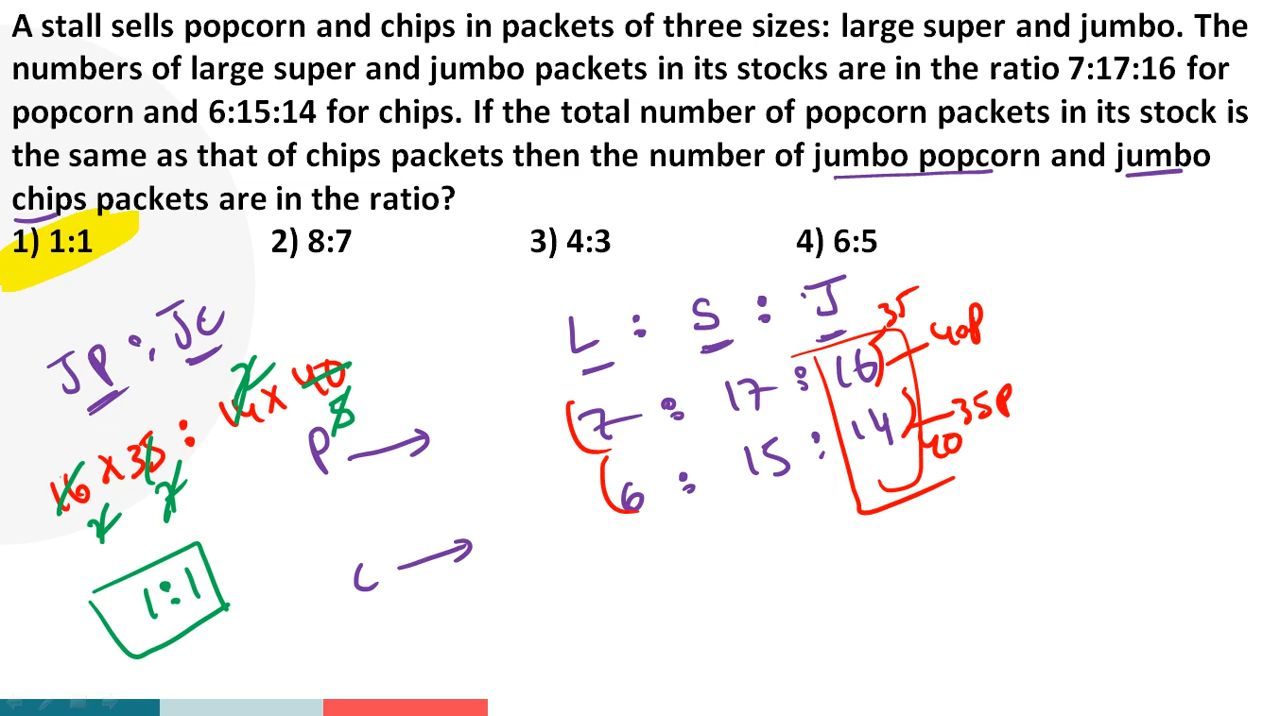 A stall sells popcorn and chips in packets of three sizes: large super and jumbo. The
numbers of large super and jumbo packets in its stocks are in the ratio 7:17:16 for
popcorn and 6:15:14 for chips. If the total number of popcorn packets in its stock is
the same as that of chips packets then the number of jumbo popcorn and jumbo
chips packets are in the ratio?
1) 1:1 2) 8:7 3) 4:3 4) 6:5
L : S : J
JP : JC
35
7 : 17 : 16 40P
6 : 15 : 14 35P
40
16 x 35 : 14 x 40
2 7 2 8
P →
C →
1:1